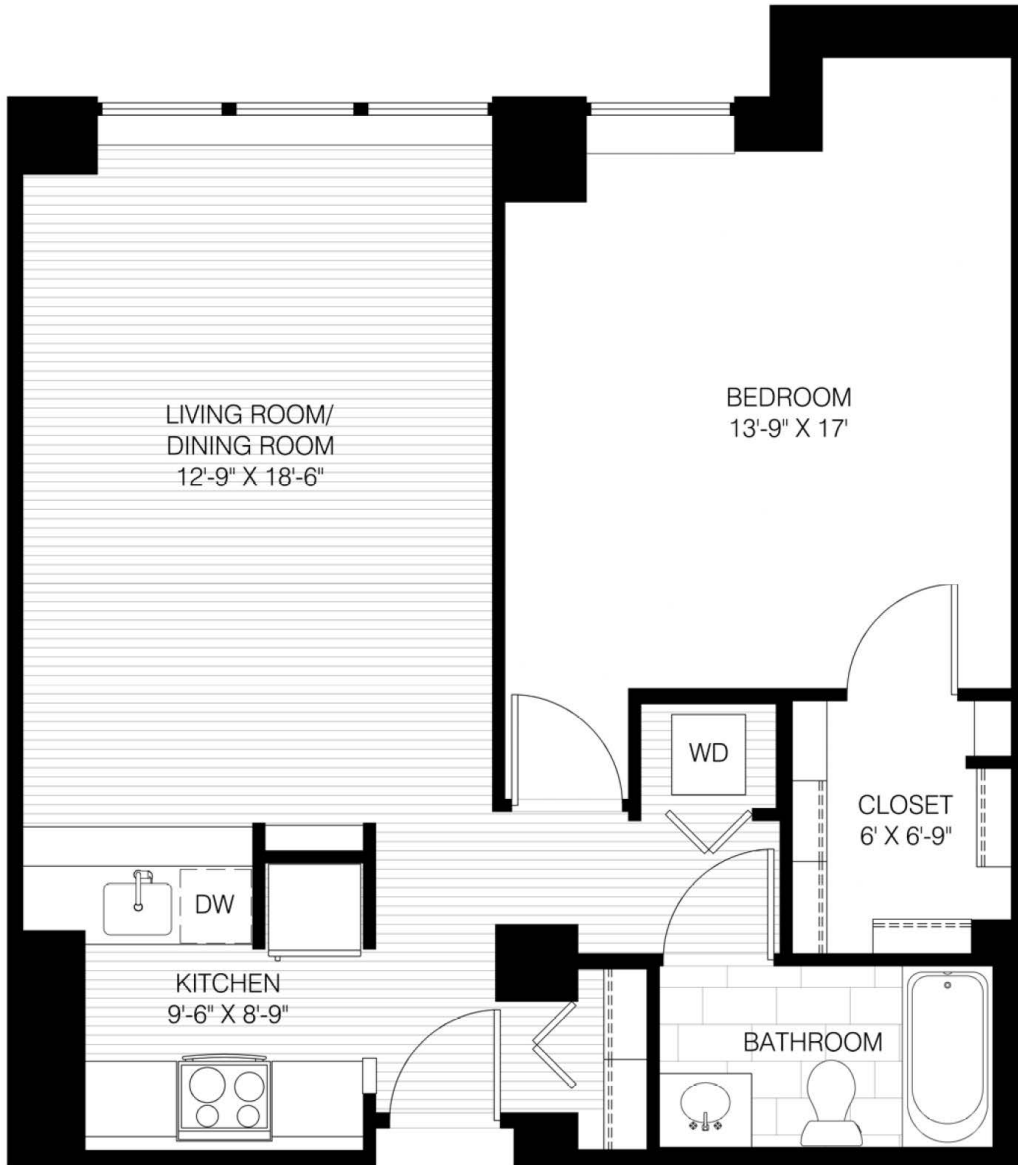 LIVING ROOM/
DINING ROOM
12'-9" X 18'-6"
BEDROOM
13'-9" X 17'
WD
CLOSET
6' X 6'-9"
DW
KITCHEN
9'-6" X 8'-9"
BATHROOM